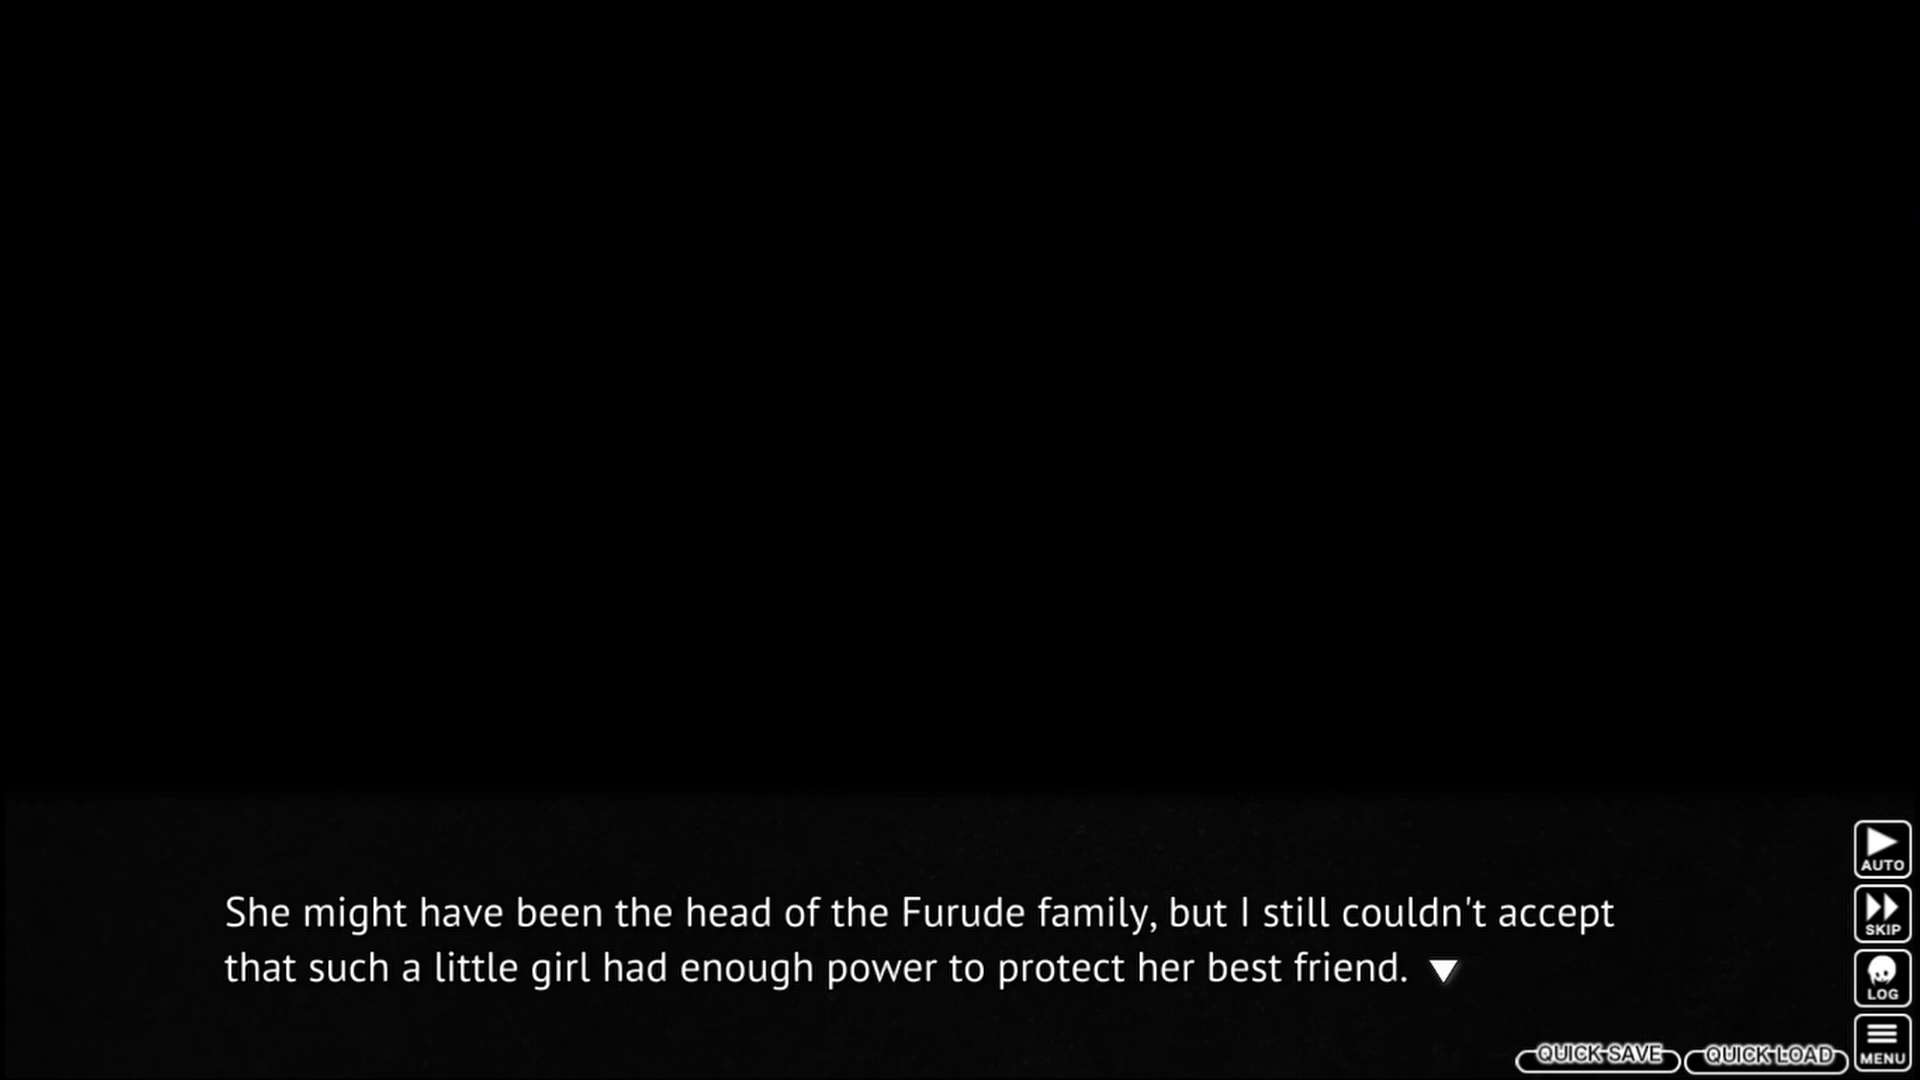 She might have been the head of the Furude family, but I still couldn't accept
that such a little girl had enough power to protect her best friend.
AUTO
SKIP
LOG
MENU
QUICK SAVE
QUICK LOAD